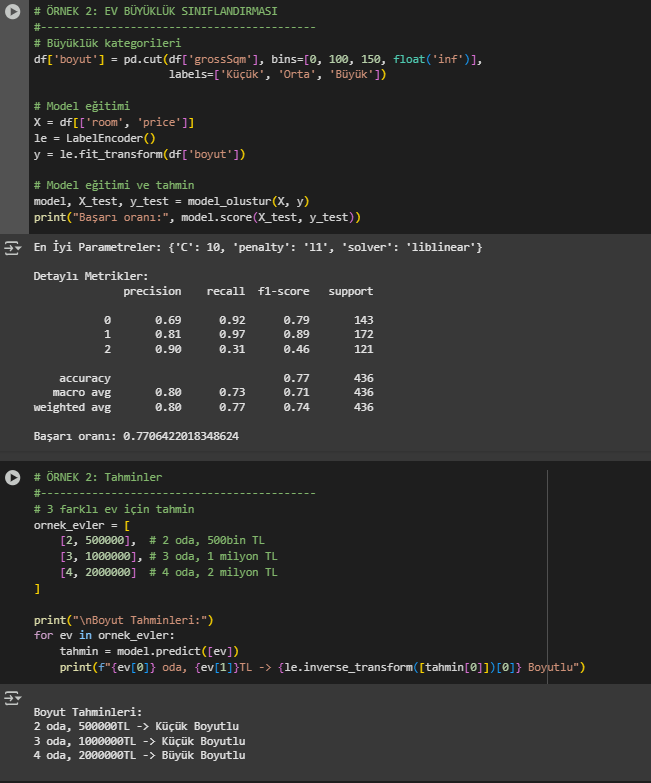 # ÖRNEK 2: EV BÜYÜKLÜK SINIFLANDIRMASI
#-------------------------------------------
# Büyüklük kategorileri
df['boyut'] = pd.cut(df['grossSqm'], bins=[0, 100, 150, float('inf')],
                     labels=['Küçük', 'Orta', 'Büyük'])
# Model eğitimi
X = df[['room', 'price']]
le = LabelEncoder()
y = le.fit_transform(df['boyut'])
# Model eğitimi ve tahmin
model, X_test, y_test = model_olustur(X, y)
print("Başarı oranı:", model.score(X_test, y_test))
En İyi Parametreler: {'C': 10, 'penalty': 'l1', 'solver': 'liblinear'}
Detaylı Metrikler:
              precision    recall  f1-score   support
           0       0.69      0.92      0.79       143
           1       0.81      0.97      0.89       172
           2       0.90      0.31      0.46       121
    accuracy                           0.77       436
   macro avg       0.80      0.73      0.71       436
weighted avg       0.80      0.77      0.74       436
Başarı oranı: 0.7706422018348624
# ÖRNEK 2: Tahminler
#-------------------------------------------
# 3 farklı ev için tahmin
ornek_evler = [
    [2, 500000],  # 2 oda, 500bin TL
    [3, 1000000], # 3 oda, 1 milyon TL
    [4, 2000000]  # 4 oda, 2 milyon TL
]
print("\nBoyut Tahminleri:")
for ev in ornek_evler:
    tahmin = model.predict([ev])
    print(f"{ev[0]} oda, {ev[1]}TL -> {le.inverse_transform([tahmin[0]])[0]} Boyutlu")
Boyut Tahminleri:
2 oda, 500000TL -> Küçük Boyutlu
3 oda, 1000000TL -> Küçük Boyutlu
4 oda, 2000000TL -> Büyük Boyutlu